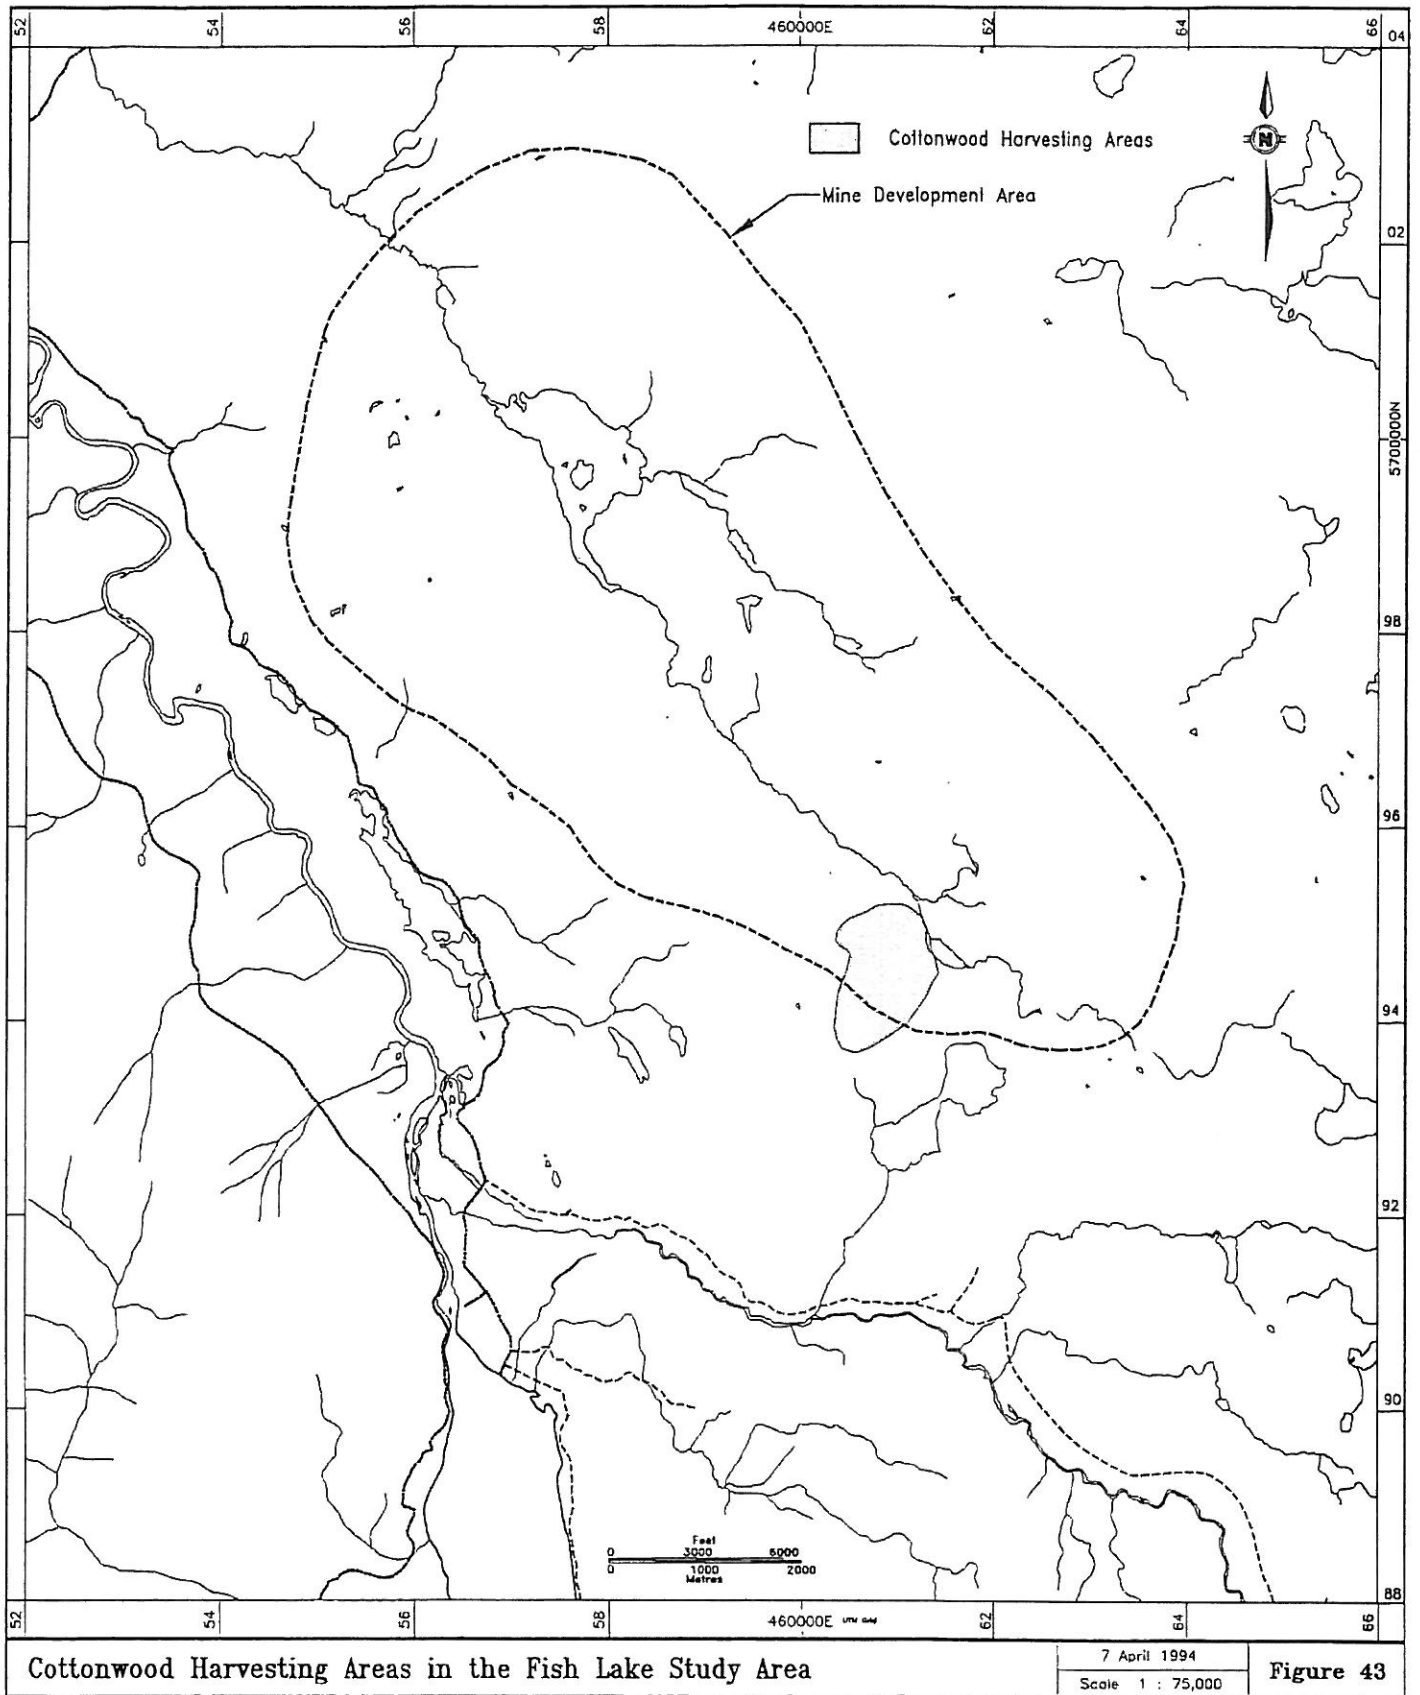 52 54 56 58 460000E 62 64 66
04
Cottonwood Harvesting Areas
N
Mine Development Area
02
5700000N
98
96
94
92
90
Feet
0 3000 6000
0 1000 2000
Metres
88
52 54 56 58 460000E UTM Grid 62 64 66
Cottonwood Harvesting Areas in the Fish Lake Study Area
7 April 1994
Scale 1 : 75,000
Figure 43